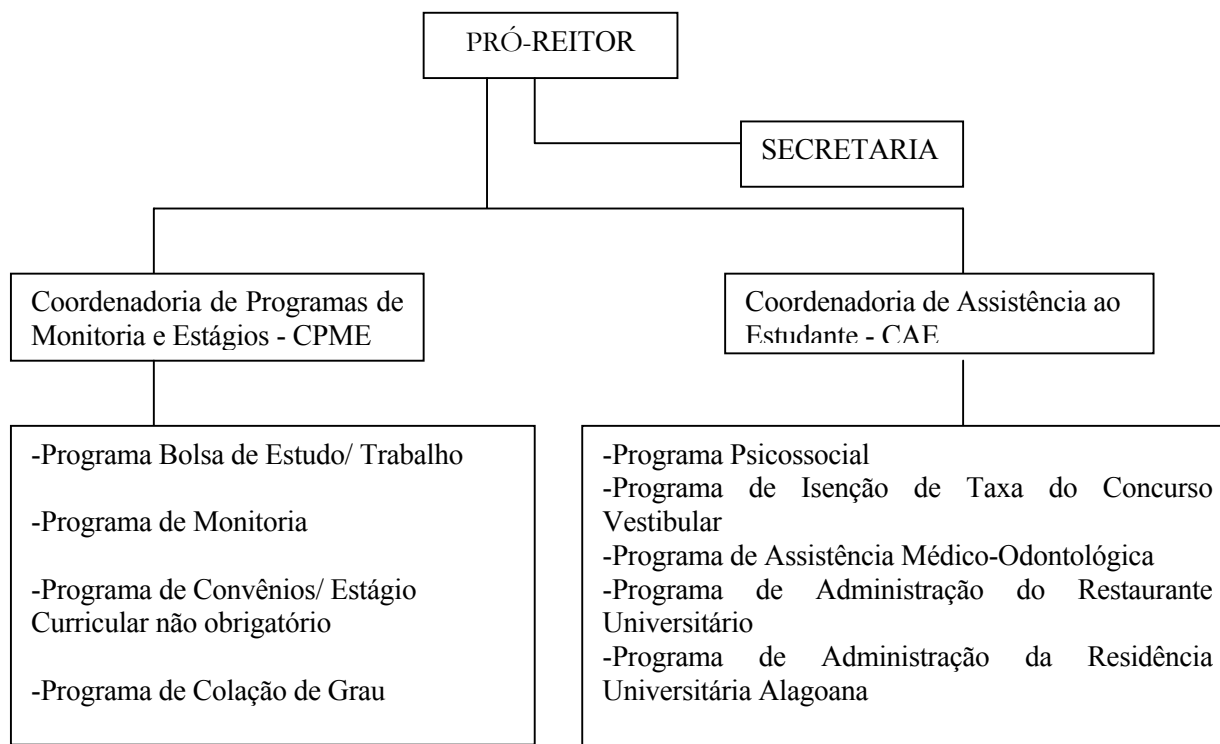 PRÓ-REITOR
SECRETARIA
Coordenadoria de Programas de
Monitoria e Estágios - CPME
Coordenadoria de Assistência ao
Estudante - CAE
-Programa Bolsa de Estudo/ Trabalho
-Programa de Monitoria
-Programa de Convênios/ Estágio
Curricular não obrigatório
-Programa de Colação de Grau
-Programa Psicossocial
-Programa de Isenção de Taxa do Concurso
Vestibular
-Programa de Assistência Médico-Odontológica
-Programa de Administração do Restaurante
Universitário
-Programa de Administração da Residência
Universitária Alagoana